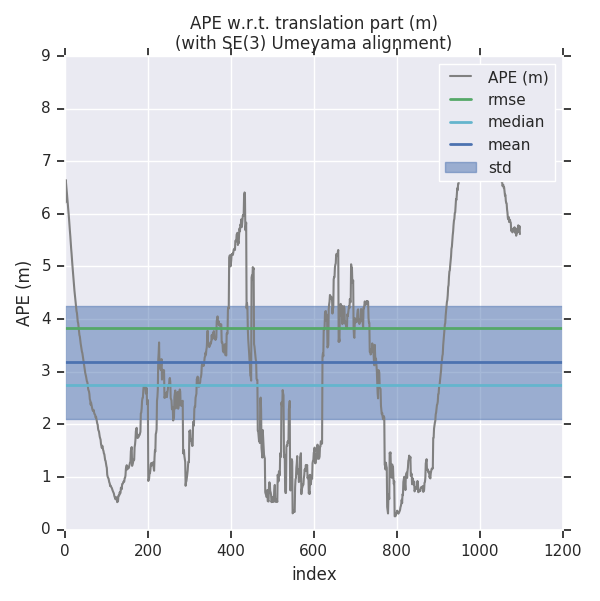 APE w.r.t. translation part (m)
(with SE(3) Umeyama alignment)
9
8
7
6
5
4
3
2
1
0
APE (m)
APE (m)
rmse
median
mean
std
0 200 400 600 800 1000 1200
index